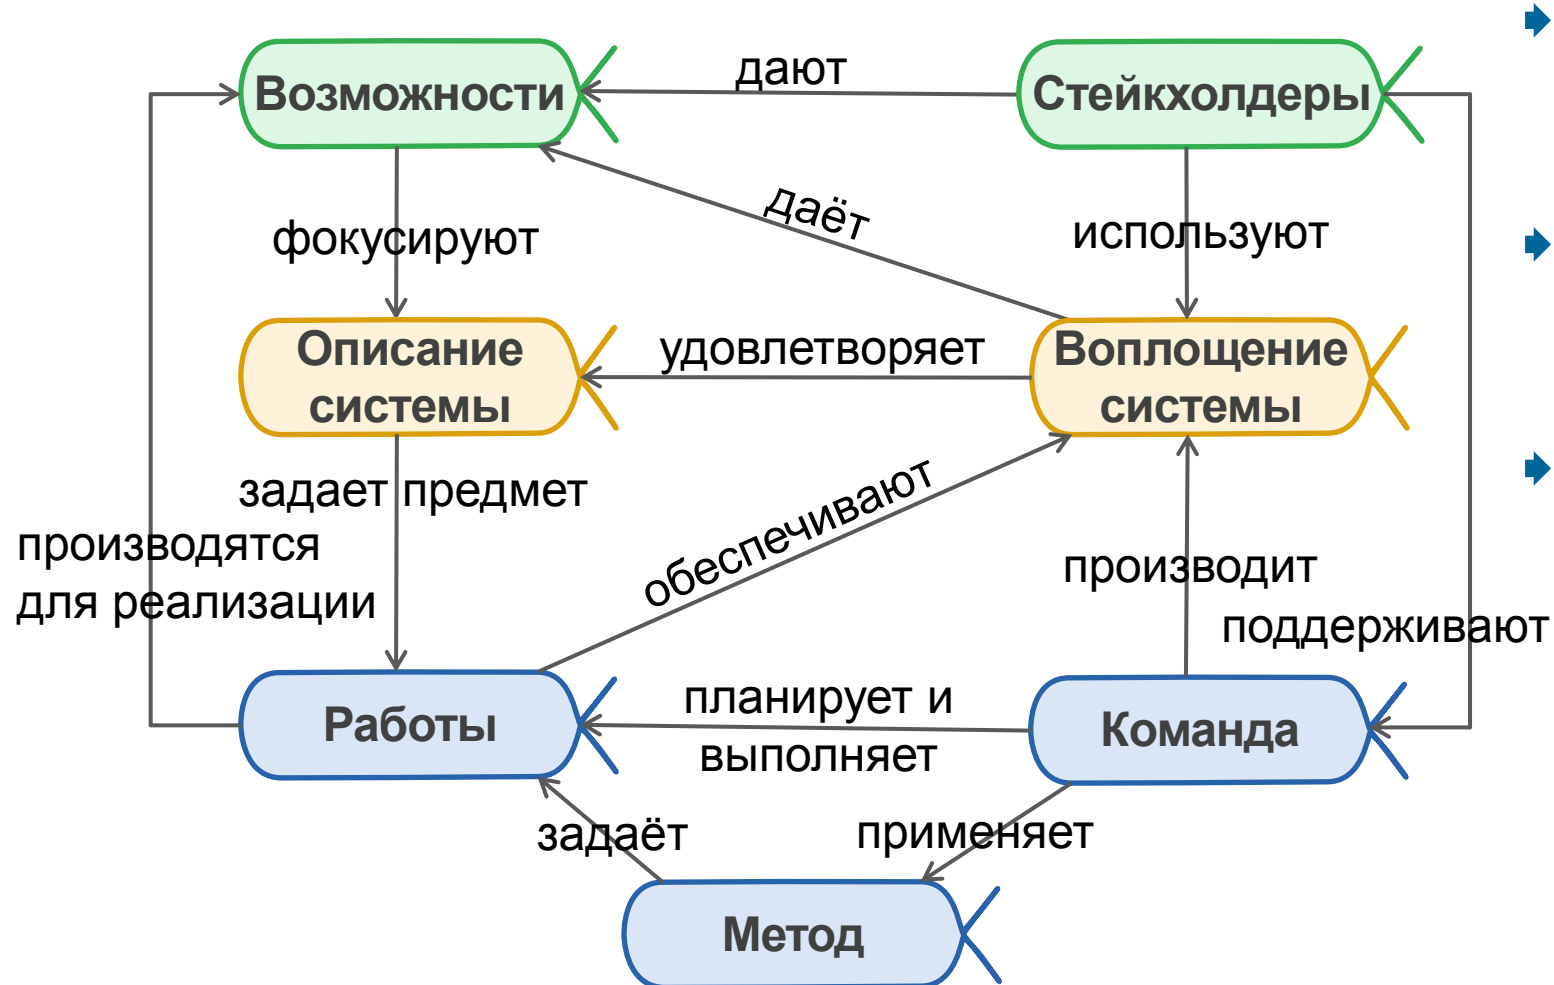 дают
Возможности
Стейкхолдеры
даёт
фокусируют
используют
Описание
системы
удовлетворяет
Воплощение
системы
задает предмет
обеспечивают
производятся
для реализации
производит
поддерживают
Работы
планирует и
выполняет
Команда
задаёт
применяет
Метод